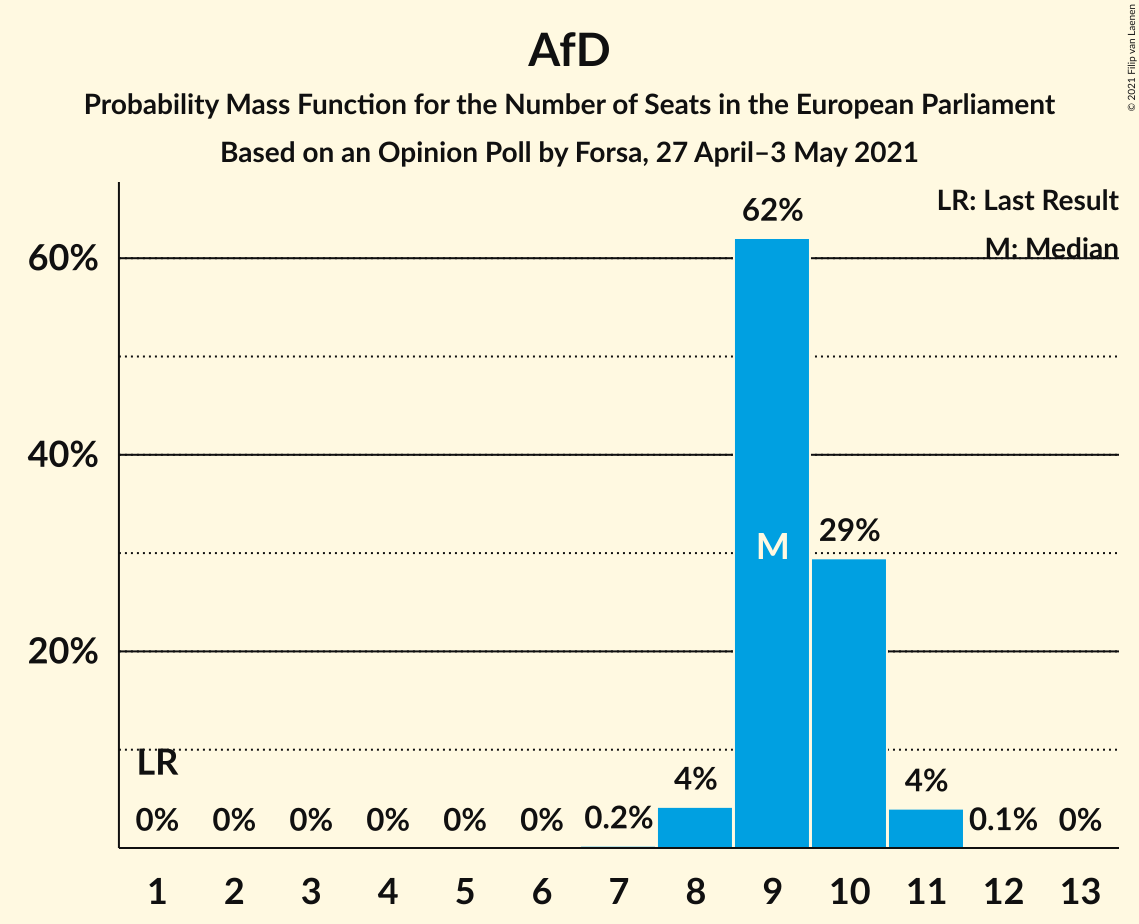 AfD
Probability Mass Function for the Number of Seats in the European Parliament
Based on an Opinion Poll by Forsa, 27 April–3 May 2021
© 2021 Filip van Laenen
LR: Last Result
M: Median
60%
40%
20%
62%
M
29%
LR
0%
0%
0%
0%
0%
0%
0.2%
4%
4%
0.1%
0%
1 2 3 4 5 6 7 8 9 10 11 12 13